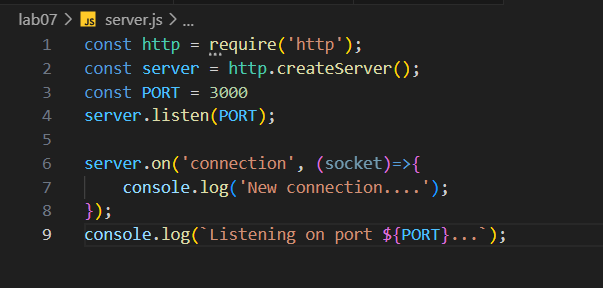 lab07 > JS server.js > ...
1 const http = require('http');
2 const server = http.createServer();
3 const PORT = 3000
4 server.listen(PORT);
5
6 server.on('connection', (socket)=>{
7     console.log('New connection....');
8 });
9 console.log(`Listening on port ${PORT}...`);